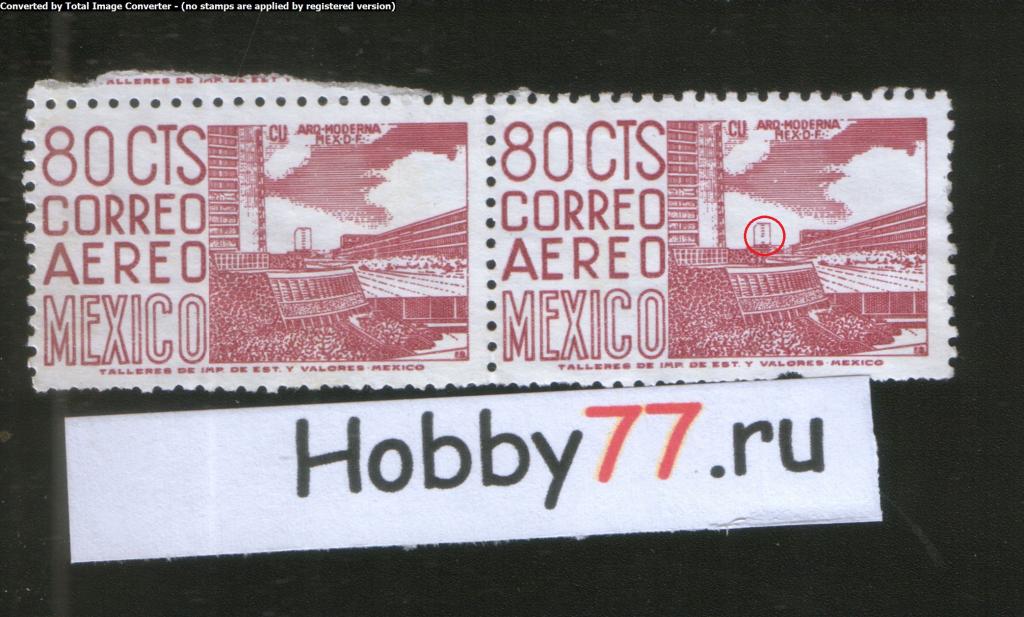 Converted by Total Image Converter - (no stamps are applied by registered version)
TALLERES DE IMP. DE EST. Y
80 CTS
CORREO
AEREO
MEXICO
CU ARQ-MODERNA
MEX-D-F-
TALLERES DE IMP. DE EST. Y VALORES-MEXICO
80 CTS
CORREO
AEREO
MEXICO
CU ARQ-MODERNA
MEX-D-F-
TALLERES DE IMP. DE EST. Y VALORES-MEXICO
Hobby77.ru